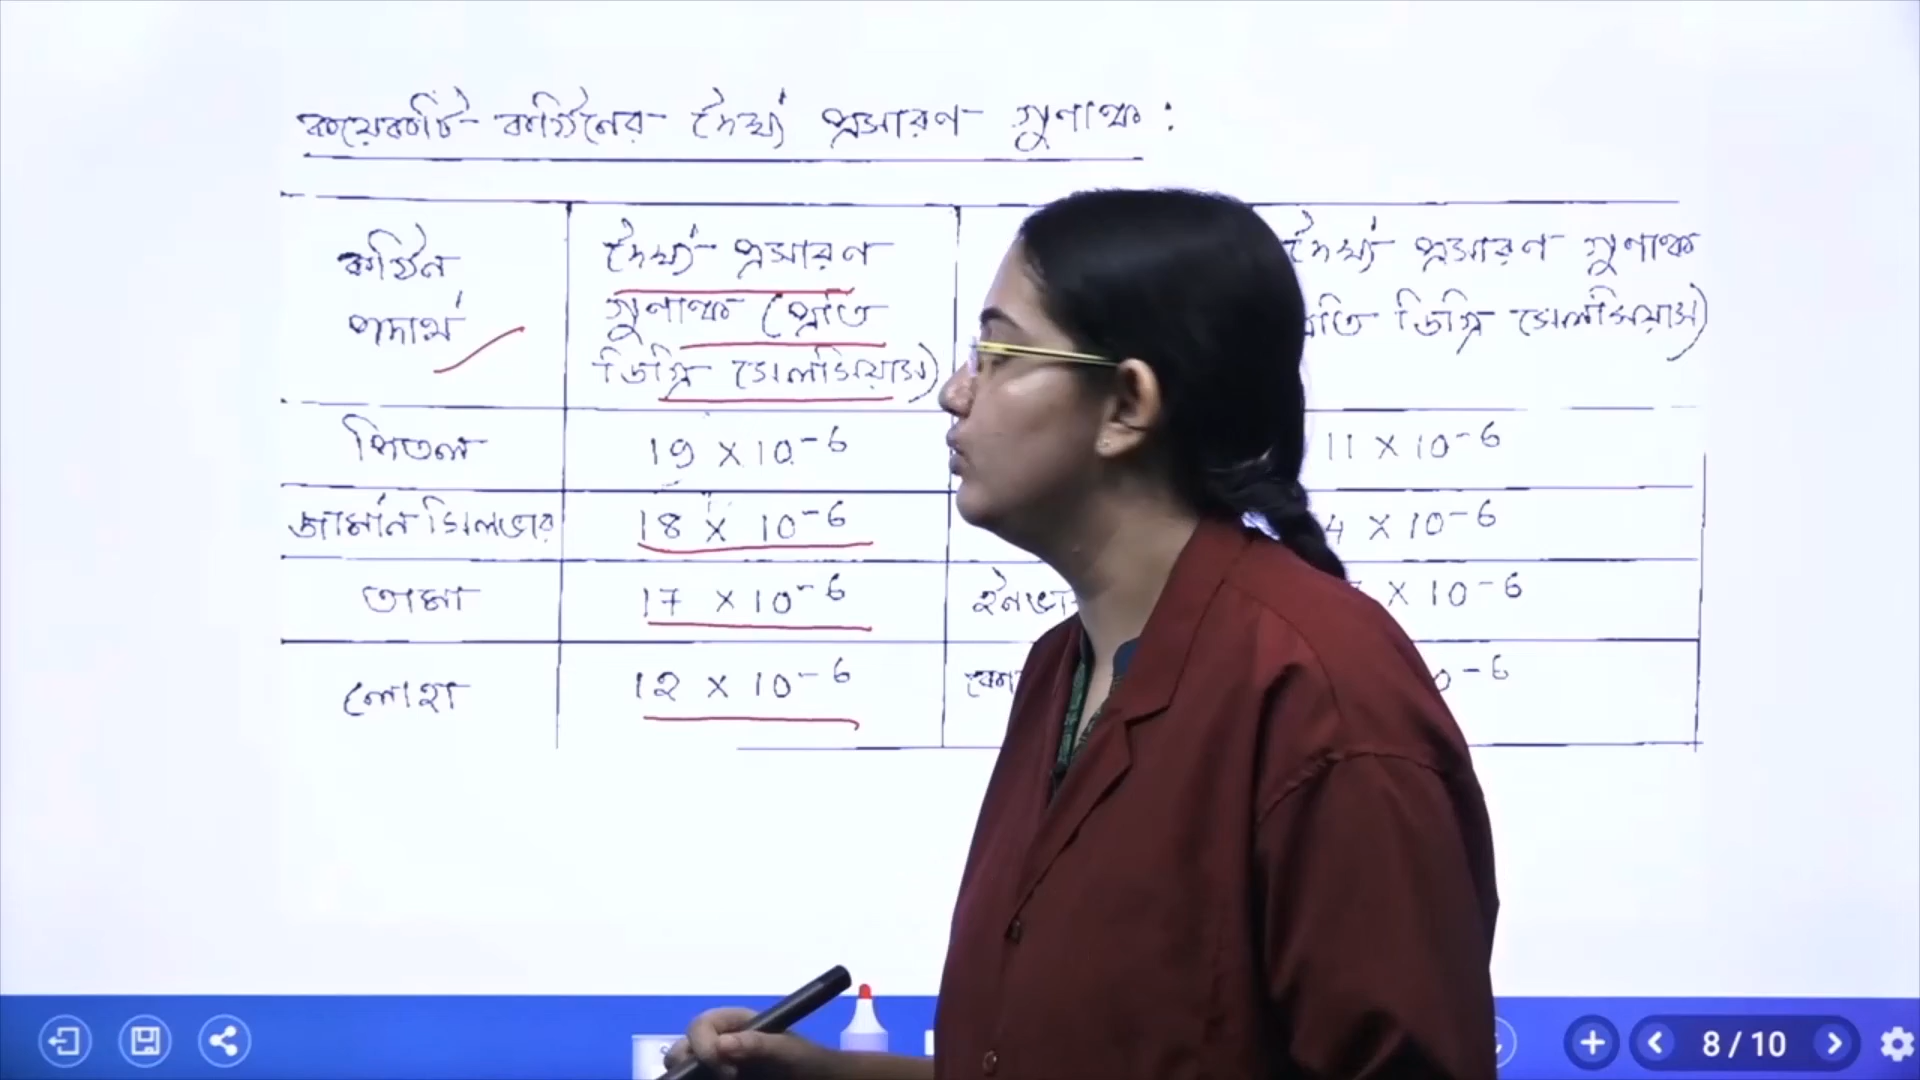 কয়েকটি কঠিনের দৈর্ঘ্য প্রসারণ গুণাঙ্ক :
কঠিন পদার্থ
দৈর্ঘ্য প্রসারণ গুণাঙ্ক (প্রতি ডিগ্রি সেলসিয়াস)
দৈর্ঘ্য প্রসারণ গুণাঙ্ক
ডিগ্রি সেলসিয়াস)
পিতল 19 × 10⁻⁶ 11 × 10⁻⁶
জার্মান সিলভার 18 × 10⁻⁶ 4 × 10⁻⁶
তামা 17 × 10⁻⁶ × 10⁻⁶
লোহা 12 × 10⁻⁶
8 / 10